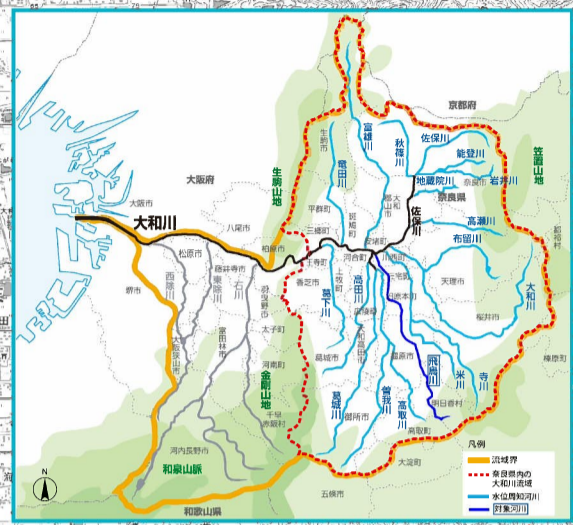 京都府
笠置山地
佐保川
能登川
秋篠川
富雄川
生駒市
竜田川
地蔵院川
奈良市
岩井川
奈良県
大阪府
生駒山地
平群町
斑鳩町
大和郡山市
佐保川
高瀬川
布留川
大阪市
大和川
八尾市
三郷町
安堵町
柏原市
王寺町
河合町
川西町
三宅町
天理市
大和川
松原市
藤井寺市
西除川
東除川
石川
羽曳野市
堺市
香芝市
上牧町
葛下川
高田川
広陵町
田原本町
桜井市
太子町
富田林市
大阪狭山市
大和高田市
葛城市
橿原市
飛鳥川
米川
寺川
榛原町
河南町
金剛山地
千早赤阪村
葛城川
御所市
曽我川
高取川
明日香村
高取町
河内長野市
和泉山脈
大淀町
五條市
和歌山県
N
凡例
流域界
奈良県内の
大和川流域
水位周知河川
対象河川